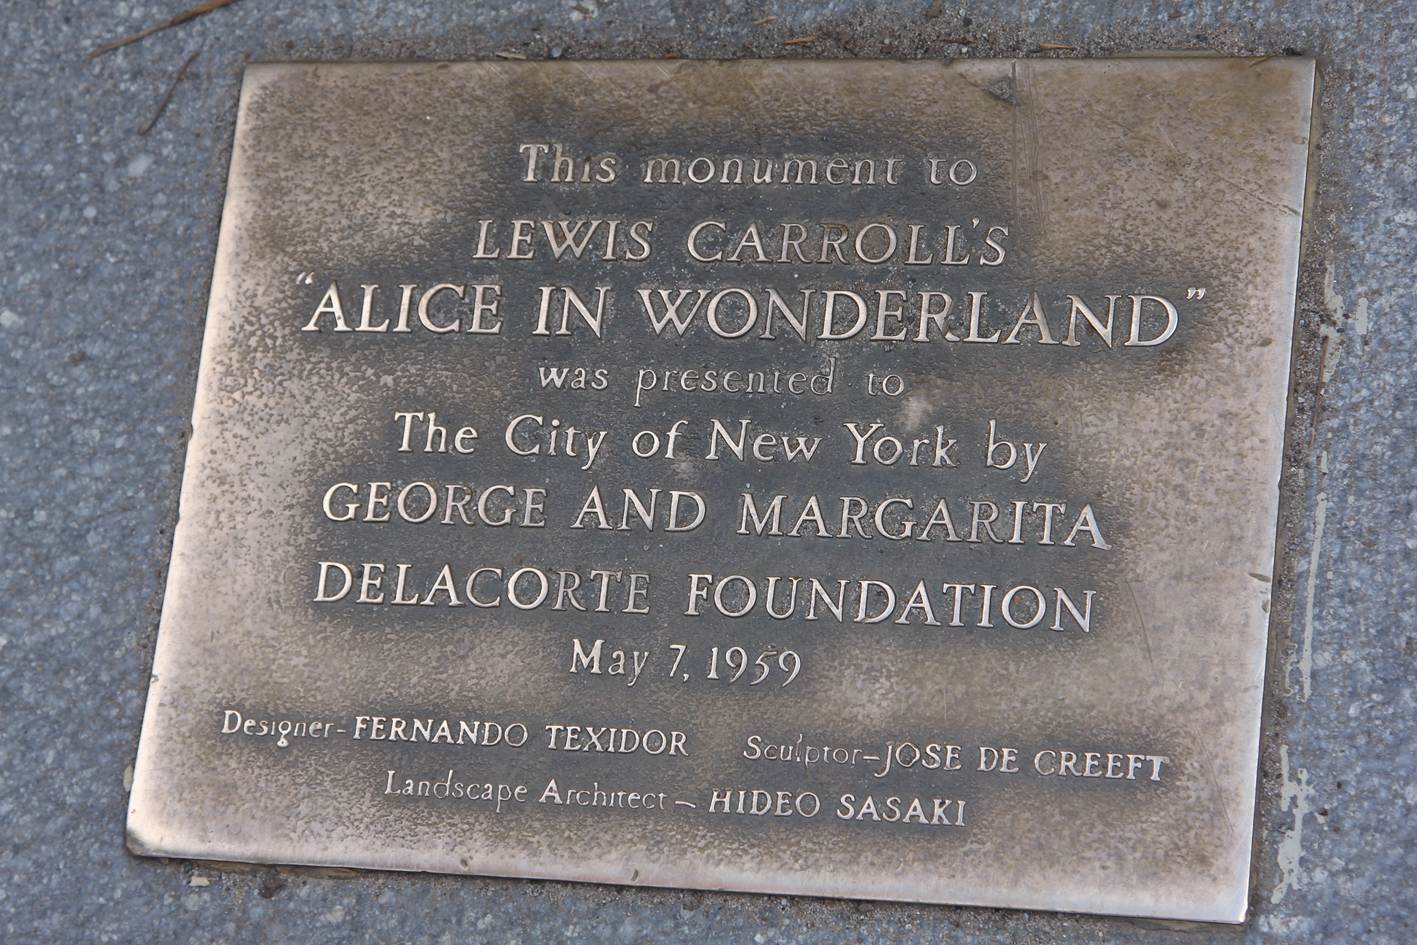 This monument to
LEWIS CARROLL'S
“ALICE IN WONDERLAND”
was presented to
The City of New York by
GEORGE AND MARGARITA
DELACORTE FOUNDATION
May 7, 1959
Designer-FERNANDO TEXIDOR Sculptor-JOSE DE CREEFT
Landscape Architect - HIDEO SASAKI